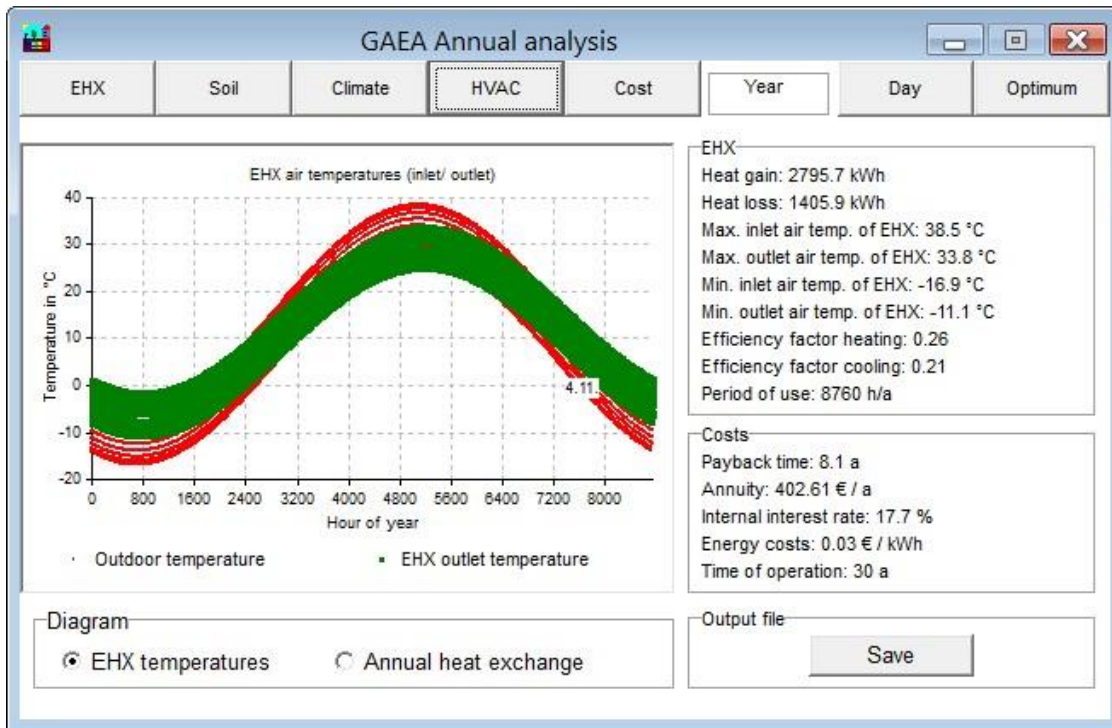 GAEA Annual analysis
EHX Soil Climate HVAC Cost Year Day Optimum
EHX air temperatures (inlet/ outlet)
40
30
20
10
0
-10
-20
Temperature in °C
4.11.
0 800 1600 2400 3200 4000 4800 5600 6400 7200 8000
Hour of year
Outdoor temperature EHX outlet temperature
EHX
Heat gain: 2795.7 kWh
Heat loss: 1405.9 kWh
Max. inlet air temp. of EHX: 38.5 °C
Max. outlet air temp. of EHX: 33.8 °C
Min. inlet air temp. of EHX: -16.9 °C
Min. outlet air temp. of EHX: -11.1 °C
Efficiency factor heating: 0.26
Efficiency factor cooling: 0.21
Period of use: 8760 h/a
Costs
Payback time: 8.1 a
Annuity: 402.61 € / a
Internal interest rate: 17.7 %
Energy costs: 0.03 € / kWh
Time of operation: 30 a
Diagram
EHX temperatures Annual heat exchange
Output file
Save